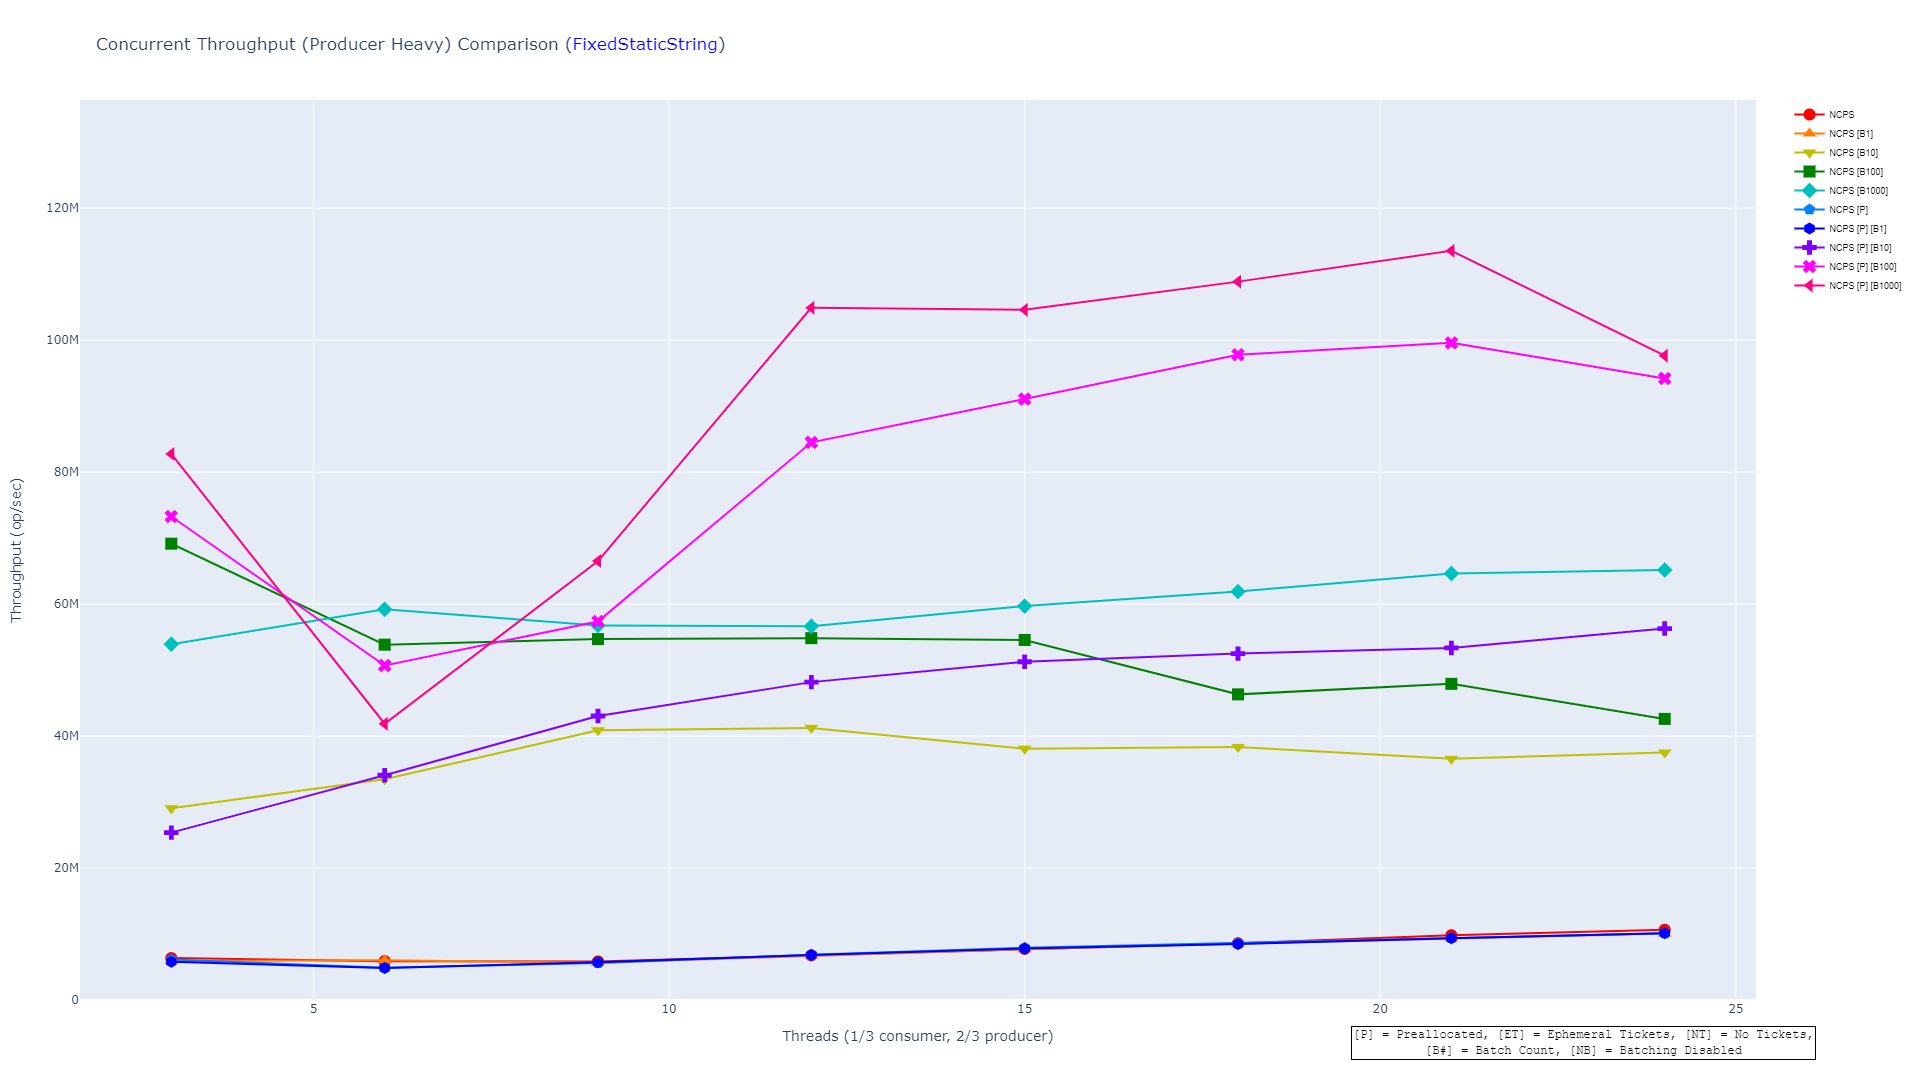 Concurrent Throughput (Producer Heavy) Comparison (FixedStaticString)
NCPS
NCPS [B1]
NCPS [B10]
NCPS [B100]
NCPS [B1000]
NCPS [P]
NCPS [P] [B1]
NCPS [P] [B10]
NCPS [P] [B100]
NCPS [P] [B1000]
Throughput (op/sec)
120M
100M
80M
60M
40M
20M
0
5
10
15
20
25
Threads (1/3 consumer, 2/3 producer)
[P] = Preallocated, [ET] = Ephemeral Tickets, [NT] = No Tickets,
[B#] = Batch Count, [NB] = Batching Disabled